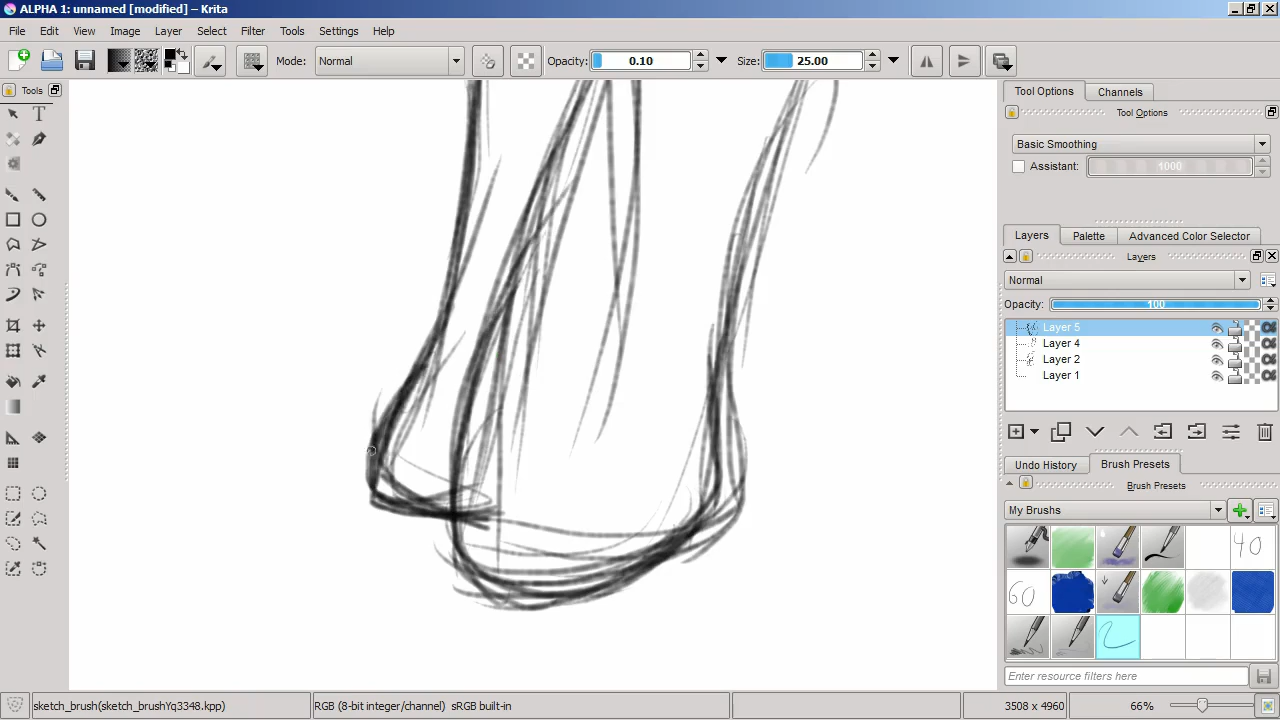 ALPHA 1: unnamed [modified] – Krita
File Edit View Image Layer Select Filter Tools Settings Help
Mode: Normal Opacity: 0.10 Size: 25.00
Tools
Tool Options Channels
Tool Options
Basic Smoothing
Assistant: 1000
Layers Palette Advanced Color Selector
Layers
Normal
Opacity: 100
Layer 5
Layer 4
Layer 2
Layer 1
Undo History Brush Presets
Brush Presets
My Brushs
40
60
Enter resource filters here
sketch_brush(sketch_brushYq3348.kpp) RGB (8-bit integer/channel) sRGB built-in 3508 x 4960 66%